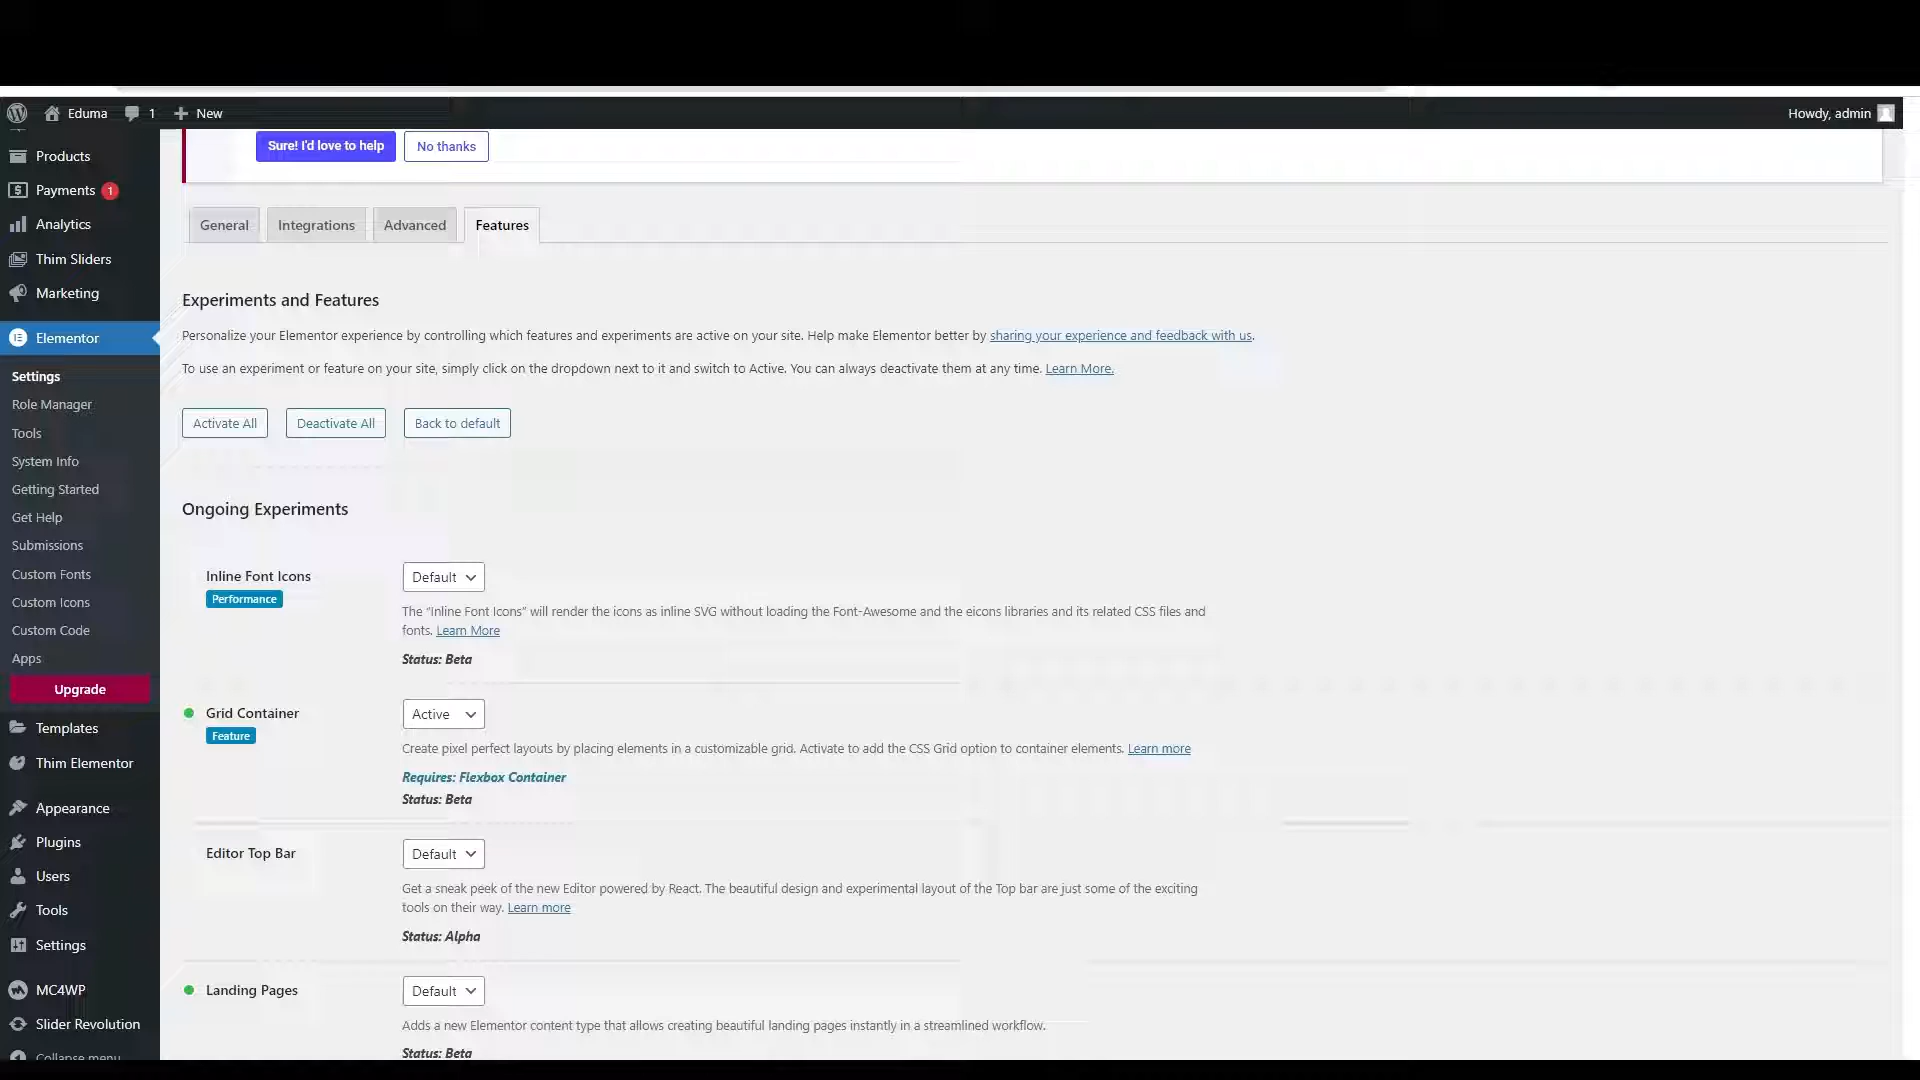 Eduma
1
New
Howdy, admin
Products
Payments 1
Analytics
Thim Sliders
Marketing
Elementor
Settings
Role Manager
Tools
System Info
Getting Started
Get Help
Submissions
Custom Fonts
Custom Icons
Custom Code
Apps
Upgrade
Templates
Thim Elementor
Appearance
Plugins
Users
Tools
Settings
MC4WP
Slider Revolution
Collapse menu
Sure! I'd love to help
No thanks
General
Integrations
Advanced
Features
Experiments and Features
Personalize your Elementor experience by controlling which features and experiments are active on your site. Help make Elementor better by sharing your experience and feedback with us.
To use an experiment or feature on your site, simply click on the dropdown next to it and switch to Active. You can always deactivate them at any time. Learn More.
Activate All
Deactivate All
Back to default
Ongoing Experiments
Inline Font Icons
Performance
Default
The “Inline Font Icons” will render the icons as inline SVG without loading the Font-Awesome and the eicons libraries and its related CSS files and
fonts. Learn More
Status: Beta
Grid Container
Feature
Active
Create pixel perfect layouts by placing elements in a customizable grid. Activate to add the CSS Grid option to container elements. Learn more
Requires: Flexbox Container
Status: Beta
Editor Top Bar
Default
Get a sneak peek of the new Editor powered by React. The beautiful design and experimental layout of the Top bar are just some of the exciting
tools on their way. Learn more
Status: Alpha
Landing Pages
Default
Adds a new Elementor content type that allows creating beautiful landing pages instantly in a streamlined workflow.
Status: Beta